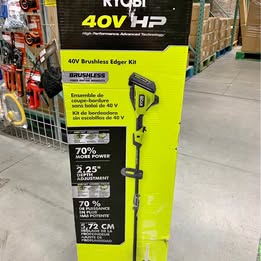 RYOBI
40V HP
High Performance Advanced Technology
40V Brushless Edger Kit
BRUSHLESS
Ensemble de
coupe-bordure
sans balai de 40 V
Kit de bordeadora
sin escobillas de 40 V
70%
MORE POWER
2.25"
DEPTH
ADJUSTMENT
70 %
DE PUISSANCE
EN PLUS
MÁS POTENTE
5,72 CM
RYOBI